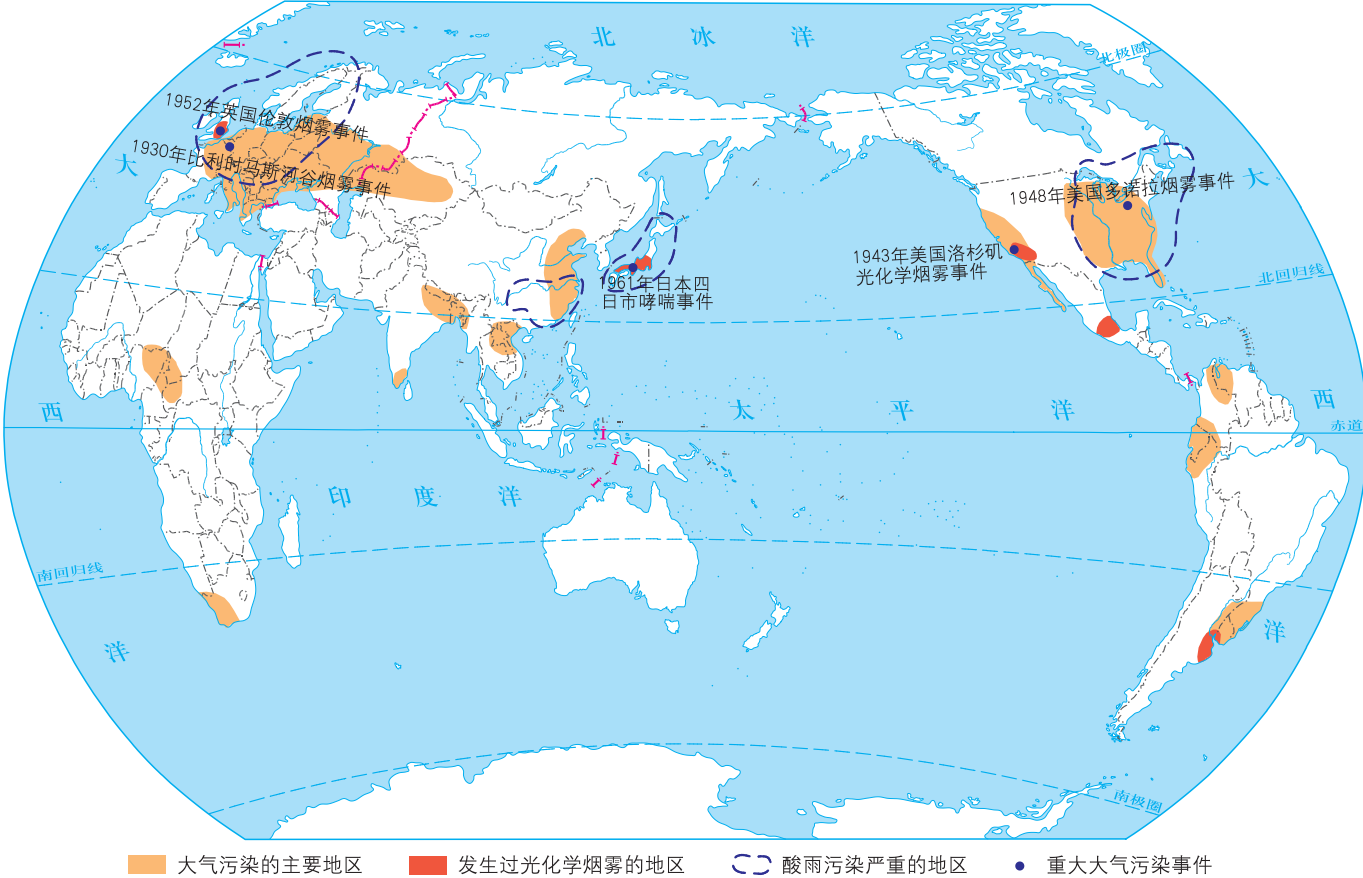 北 冰 洋
北极圈
1952年英国伦敦烟雾事件
1930年比利时马斯河谷烟雾事件
大
1948年美国多诺拉烟雾事件
大
1943年美国洛杉矶
光化学烟雾事件
1961年日本四
日市哮喘事件
北回归线
西
太 平 洋
西
赤道
印 度 洋
南回归线
洋
洋
南极圈
大气污染的主要地区
发生过光化学烟雾的地区
酸雨污染严重的地区
重大大气污染事件